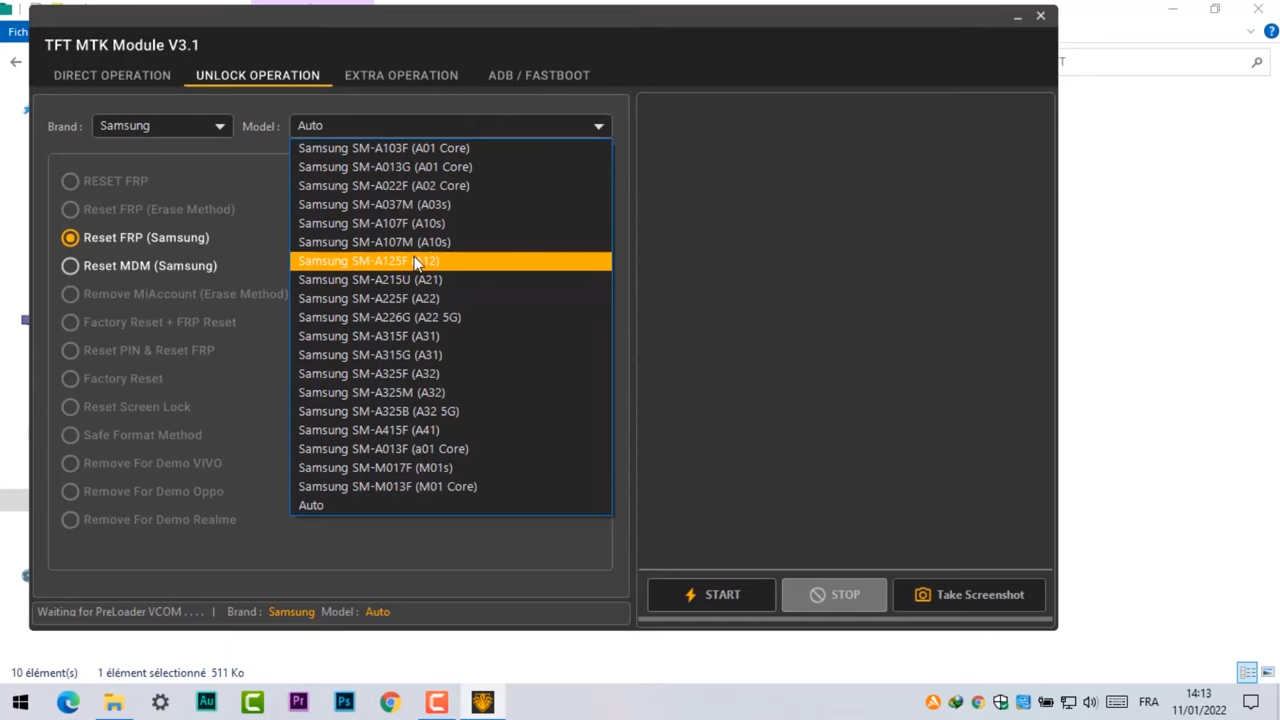 Fich
TFT MTK Module V3.1
DIRECT OPERATION UNLOCK OPERATION EXTRA OPERATION ADB / FASTBOOT
T
Brand : Samsung Model : Auto
Samsung SM-A103F (A01 Core)
Samsung SM-A013G (A01 Core)
Samsung SM-A022F (A02 Core)
Samsung SM-A037M (A03s)
Samsung SM-A107F (A10s)
Samsung SM-A107M (A10s)
Samsung SM-A125F (A12)
Samsung SM-A215U (A21)
Samsung SM-A225F (A22)
Samsung SM-A226G (A22 5G)
Samsung SM-A315F (A31)
Samsung SM-A315G (A31)
Samsung SM-A325F (A32)
Samsung SM-A325M (A32)
Samsung SM-A325B (A32 5G)
Samsung SM-A415F (A41)
Samsung SM-A013F (a01 Core)
Samsung SM-M017F (M01s)
Samsung SM-M013F (M01 Core)
Auto
RESET FRP
Reset FRP (Erase Method)
Reset FRP (Samsung)
Reset MDM (Samsung)
Remove MiAccount (Erase Method)
Factory Reset + FRP Reset
Reset PIN & Reset FRP
Factory Reset
Reset Screen Lock
Safe Format Method
Remove For Demo VIVO
Remove For Demo Oppo
Remove For Demo Realme
START STOP Take Screenshot
Waiting for PreLoader VCOM . . . . | Brand : Samsung Model : Auto
10 élément(s) 1 élément sélectionné 511 Ko
Au Pr Ps
FRA 14:13
11/01/2022